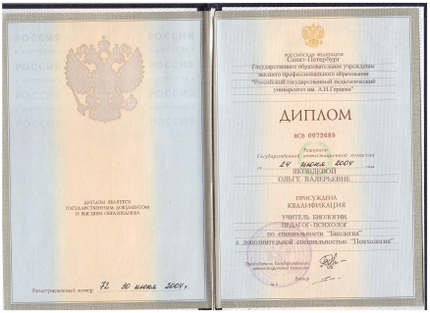 РОССИЯ
ДИПЛОМ ЯВЛЯЕТСЯ
ГОСУДАРСТВЕННЫМ ДОКУМЕНТОМ
О ВЫСШЕМ ОБРАЗОВАНИИ
Регистрационный номер 72 30 июня 2004 г.
РОССИЙСКАЯ ФЕДЕРАЦИЯ
Санкт-Петербург
Государственное образовательное учреждение
высшего профессионального образования
"Российский государственный педагогический
университет им. А.И.Герцена"
ДИПЛОМ
ВСВ 0072685
Решением
Государственной аттестационной комиссии
от 24 июня 2004 года
ЯКОВЛЕВОЙ
ОЛЬГЕ ВАЛЕРЬЕВНЕ
ПРИСУЖДЕНА
КВАЛИФИКАЦИЯ
УЧИТЕЛЬ БИОЛОГИИ,
ПЕДАГОГ-ПСИХОЛОГ
по специальности "Биология"
с дополнительной специальностью "Психология"
Председатель Государственной
аттестационной комиссии
Ректор